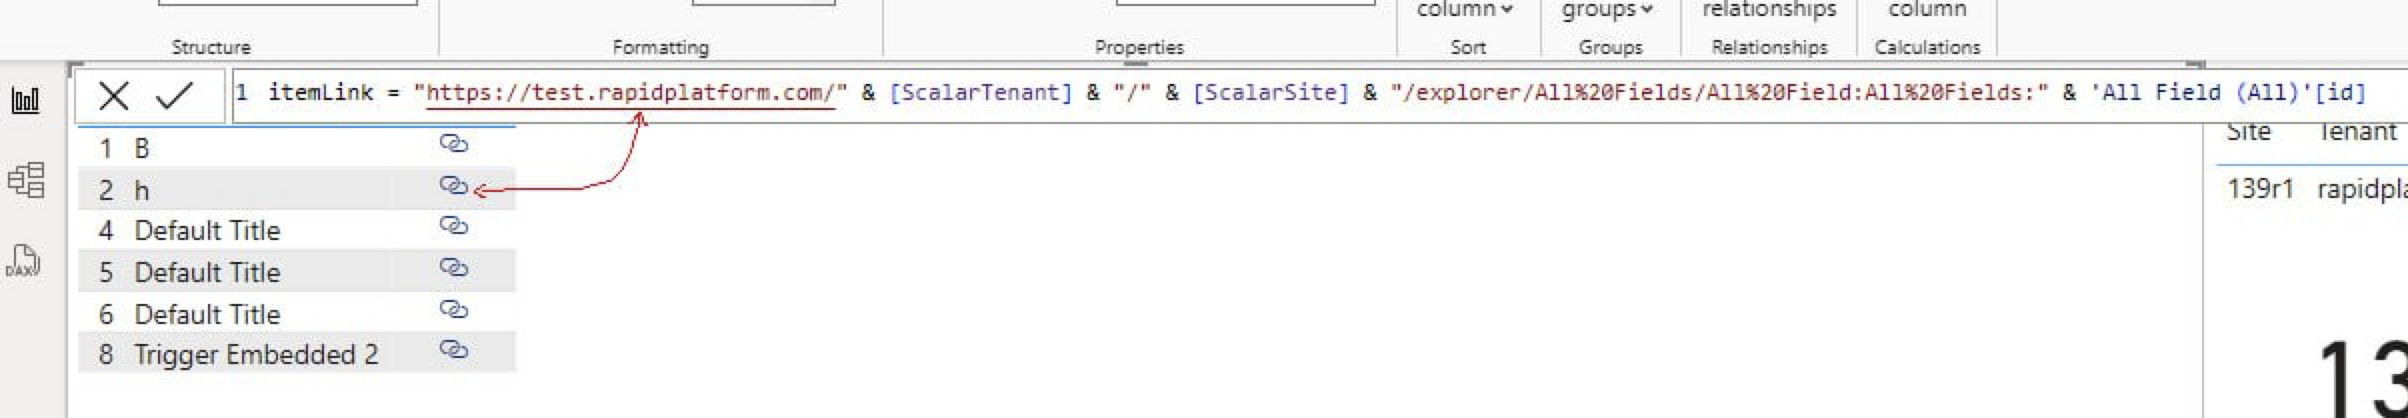 column groups relationships column
Structure Formatting Properties Sort Groups Relationships Calculations
1 itemLink = "https://test.rapidplatform.com/" & [ScalarTenant] & "/" & [ScalarSite] & "/explorer/All%20Fields/All%20Field:All%20Fields:" & 'All Field (All)'[id]
Site Tenant
1 B
139r1 rapidpla
2 h
4 Default Title
DAX
5 Default Title
6 Default Title
8 Trigger Embedded 2
13